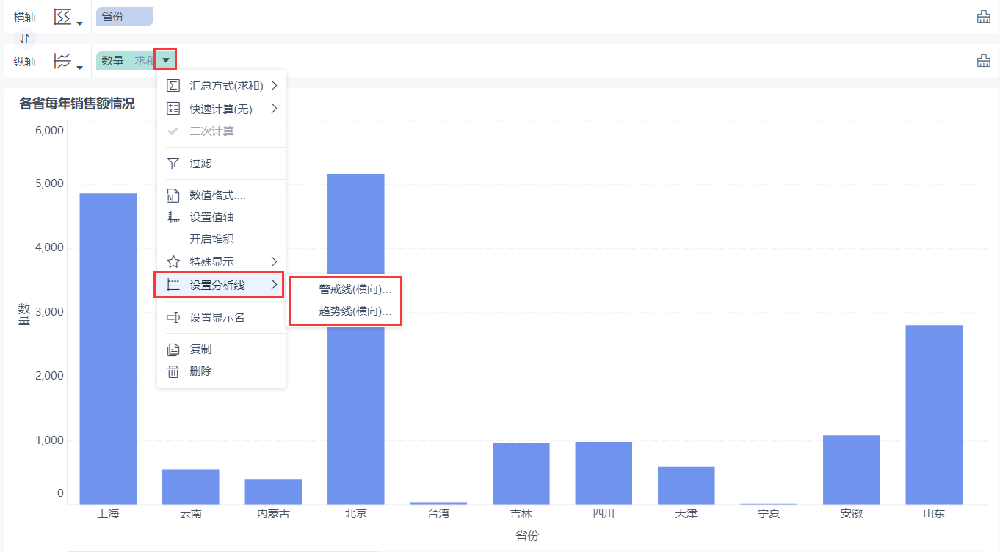 横轴
省份
纵轴
数量 求和
汇总方式(求和)
快速计算(无)
二次计算
过滤...
数值格式....
设置值轴
开启堆积
特殊显示
设置分析线
警戒线(横向)...
趋势线(横向)...
设置显示名
复制
删除
各省每年销售额情况
6,000
5,000
4,000
3,000
2,000
1,000
0
数量
上海 云南 内蒙古 北京 台湾 吉林 四川 天津 宁夏 安徽 山东
省份